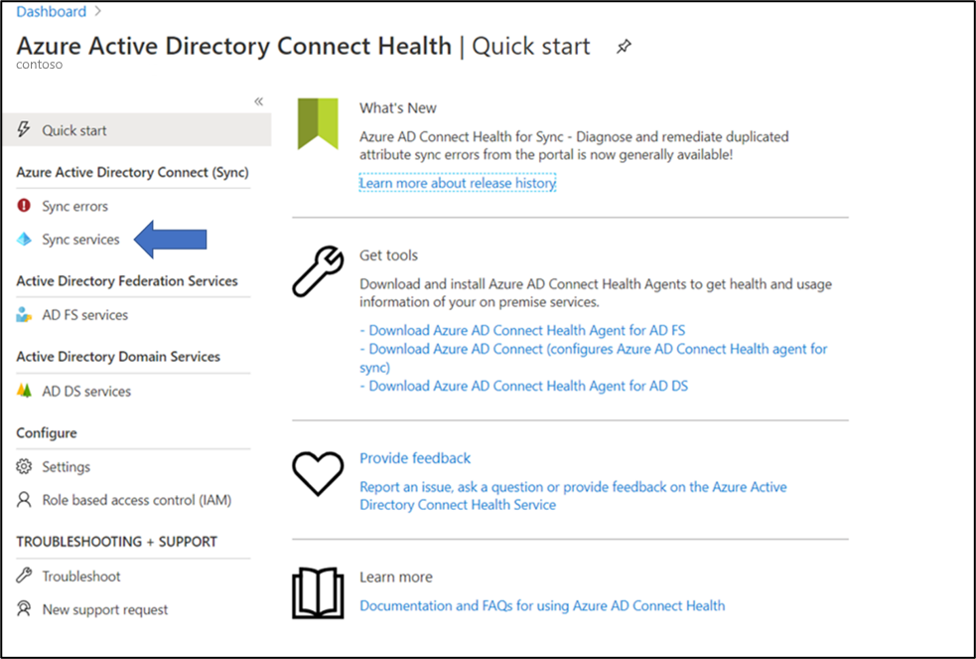 Dashboard >
Azure Active Directory Connect Health | Quick start
contoso
«
Quick start
Azure Active Directory Connect (Sync)
Sync errors
Sync services
Active Directory Federation Services
AD FS services
Active Directory Domain Services
AD DS services
Configure
Settings
Role based access control (IAM)
TROUBLESHOOTING + SUPPORT
Troubleshoot
New support request
What's New
Azure AD Connect Health for Sync - Diagnose and remediate duplicated
attribute sync errors from the portal is now generally available!
Learn more about release history
Get tools
Download and install Azure AD Connect Health Agents to get health and usage
information of your on premise services.
- Download Azure AD Connect Health Agent for AD FS
- Download Azure AD Connect (configures Azure AD Connect Health agent for
sync)
- Download Azure AD Connect Health Agent for AD DS
Provide feedback
Report an issue, ask a question or provide feedback on the Azure Active
Directory Connect Health Service
Learn more
Documentation and FAQs for using Azure AD Connect Health